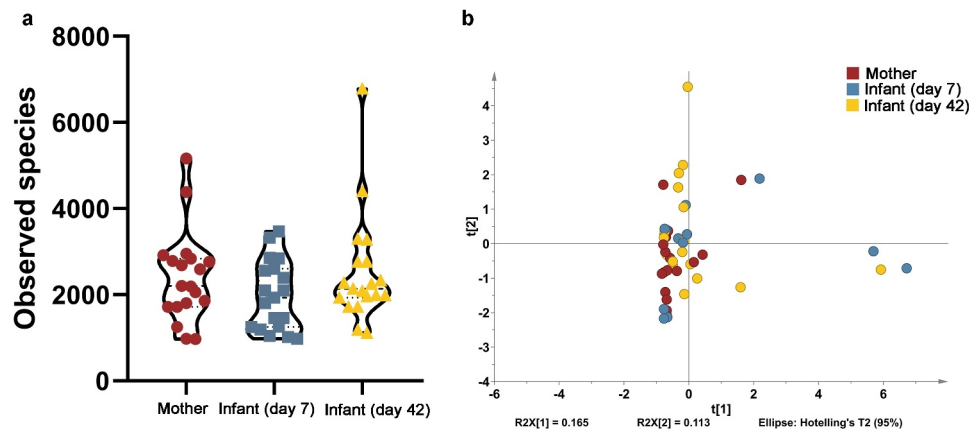 a
8000
6000
4000
2000
0
Observed species
Mother Infant (day 7) Infant (day 42)
b
Mother
Infant (day 7)
Infant (day 42)
4
3
2
1
0
-1
-2
-3
-4
t[2]
-6 -4 -2 0 2 4 6
t[1]
R2X[1] = 0.165 R2X[2] = 0.113 Ellipse: Hotelling's T2 (95%)